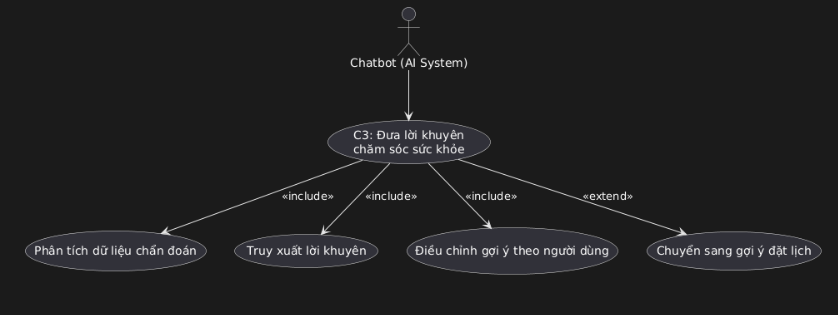 Chatbot (AI System)
C3: Đưa lời khuyên
chăm sóc sức khỏe
«include»
«include»
«include»
«extend»
Phân tích dữ liệu chẩn đoán
Truy xuất lời khuyên
Điều chỉnh gợi ý theo người dùng
Chuyển sang gợi ý đặt lịch